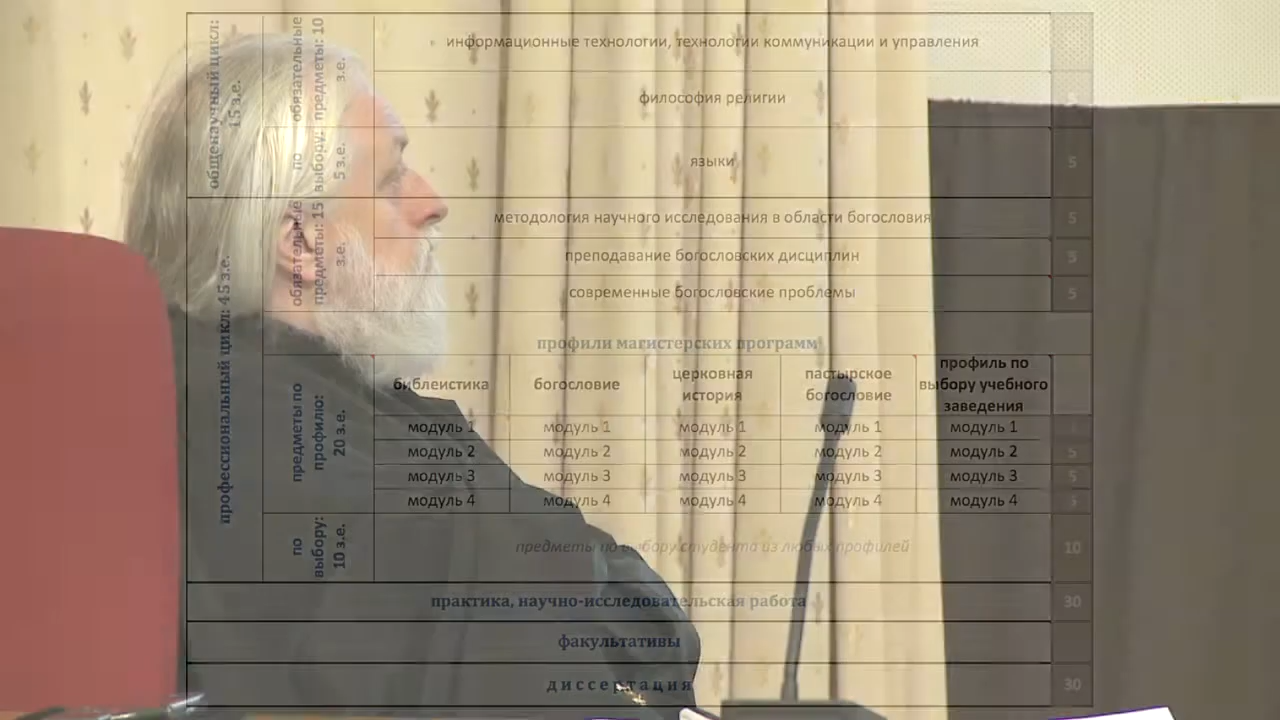 общенаучный цикл:
15 з.е.
обязательные
предметы: 10
з.е.
информационные технологии, технологии коммуникации и управления
философия религии
по
выбору:
5 з.е.
языки
5
профессиональный цикл: 45 з.е.
обязательные
предметы: 15
з.е.
методология научного исследования в области богословия
5
преподавание богословских дисциплин
5
современные богословские проблемы
5
профили магистерских программ
предметы по
профилю:
20 з.е.
библеистика
богословие
церковная
история
пастырское
богословие
профиль по
выбору учебного
заведения
модуль 1 модуль 1 модуль 1 модуль 1 модуль 1
модуль 2 модуль 2 модуль 2 модуль 2 модуль 2 5
модуль 3 модуль 3 модуль 3 модуль 3 модуль 3 5
модуль 4 модуль 4 модуль 4 модуль 4 модуль 4 5
по
выбору:
10 з.е.
предметы по выбору студента из любых профилей
10
практика, научно-исследовательская работа 30
факультативы
диссертация 30